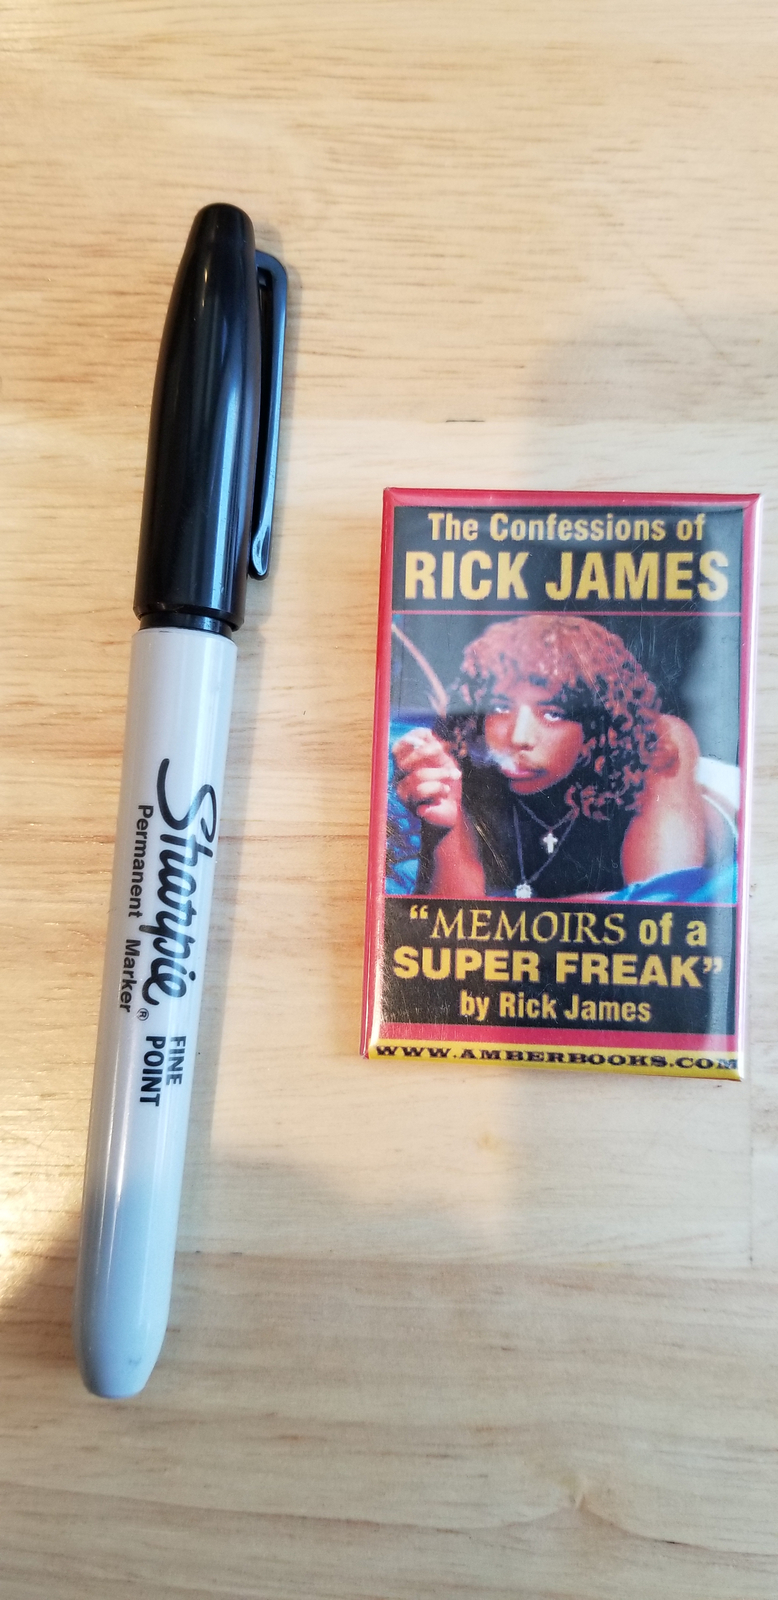 Sharpie®
Permanent Marker
FINE
POINT
The Confessions of
RICK JAMES
“MEMOIRS of a
SUPER FREAK”
by Rick James
WWW.AMBERBOOKS.COM